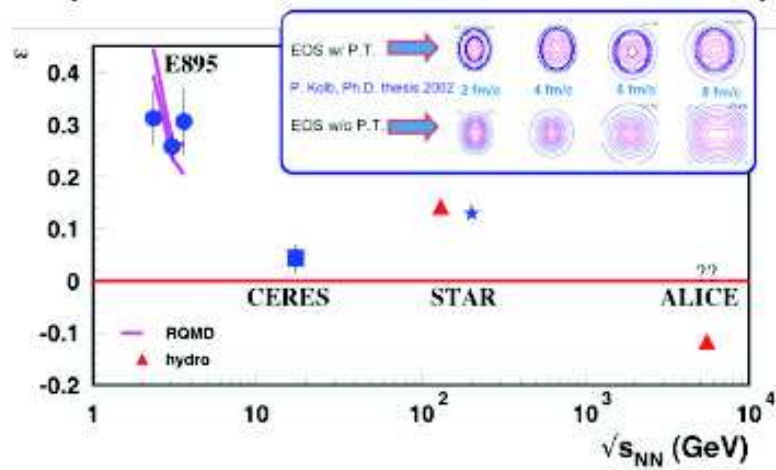 ε
0.4
0.3
0.2
0.1
0
-0.1
-0.2
E895
EOS w/ P.T.
P. Kolb, Ph.D. thesis 2002 2 fm/c 4 fm/c 6 fm/c 8 fm/c
EOS w/o P.T.
??
CERES STAR ALICE
RQMD
hydro
1 10 10² 10³ 10⁴
√s_NN (GeV)